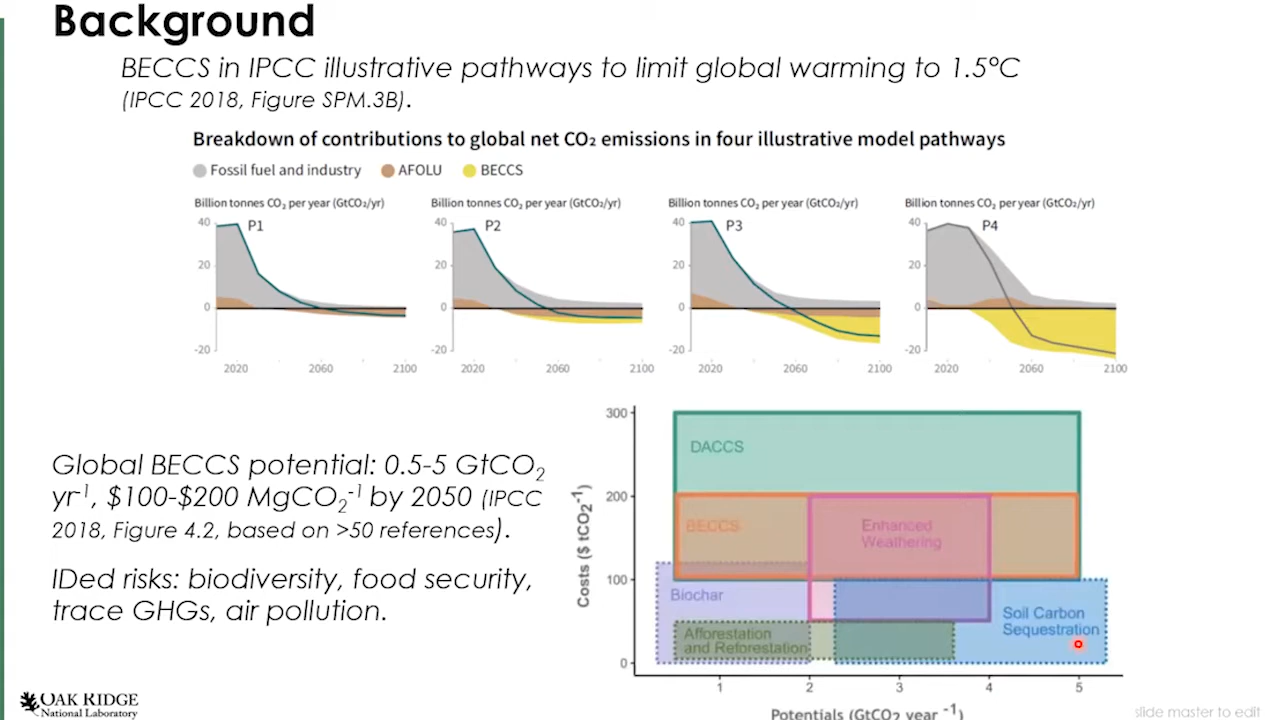 Background
BECCS in IPCC illustrative pathways to limit global warming to 1.5°C
(IPCC 2018, Figure SPM.3B).
Breakdown of contributions to global net CO₂ emissions in four illustrative model pathways
Fossil fuel and industry AFOLU BECCS
Billion tonnes CO₂ per year (GtCO₂/yr)
P1
40
20
0
-20
2020 2060 2100
Billion tonnes CO₂ per year (GtCO₂/yr)
P2
40
20
0
-20
2020 2060 2100
Billion tonnes CO₂ per year (GtCO₂/yr)
P3
40
20
0
-20
2020 2060 2100
Billion tonnes CO₂ per year (GtCO₂/yr)
P4
40
20
0
-20
2020 2060 2100
Global BECCS potential: 0.5-5 GtCO₂
yr⁻¹, $100-$200 MgCO₂⁻¹ by 2050 (IPCC
2018, Figure 4.2, based on >50 references).
IDed risks: biodiversity, food security,
trace GHGs, air pollution.
Costs ($ tCO2⁻¹)
300
200
100
0
DACCS
BECCS
Enhanced
Weathering
Biochar
Afforestation
and Reforestation
Soil Carbon
Sequestration
1 2 3 4 5
Potentials (GtCO₂ year ⁻¹)
OAK RIDGE
National Laboratory
slide master to edit